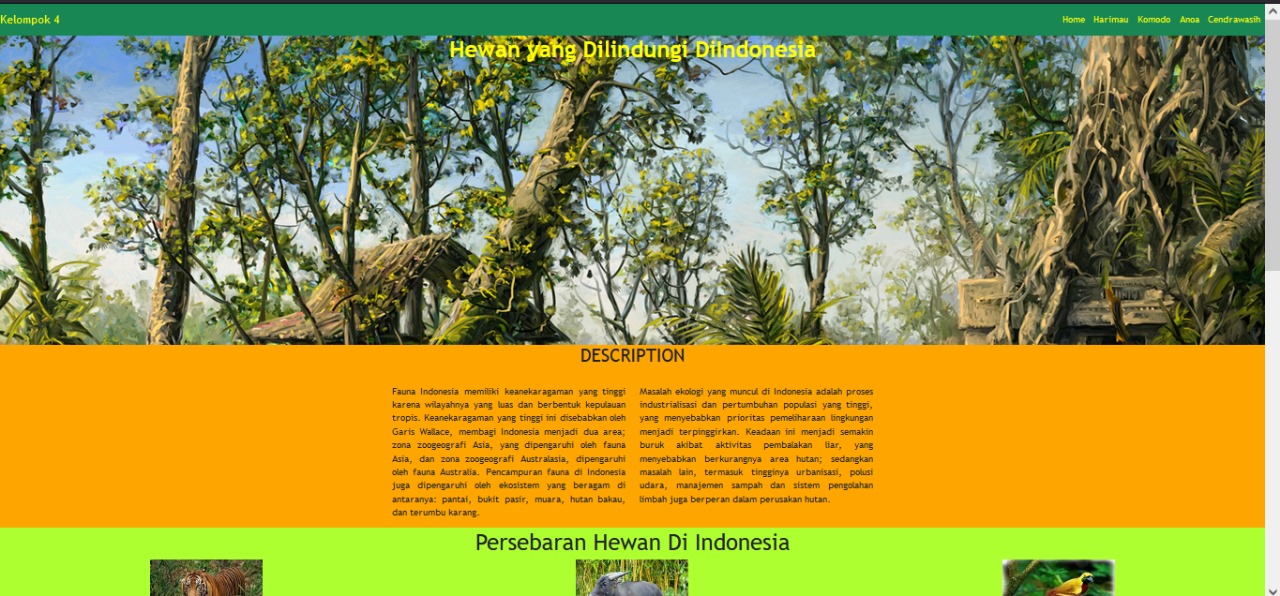 Kelompok 4
Home Harimau Komodo Anoa Cendrawasih
Hewan yang Dilindungi DiIndonesia
DESCRIPTION
Fauna Indonesia memiliki keanekaragaman yang tinggi
karena wilayahnya yang luas dan berbentuk kepulauan
tropis. Keanekaragaman yang tinggi ini disebabkan oleh
Garis Wallace, membagi Indonesia menjadi dua area;
zona zoogeografi Asia, yang dipengaruhi oleh fauna
Asia, dan zona zoogeografi Australasia, dipengaruhi
oleh fauna Australia. Pencampuran fauna di Indonesia
juga dipengaruhi oleh ekosistem yang beragam di
antaranya: pantai, bukit pasir, muara, hutan bakau,
dan terumbu karang.
Masalah ekologi yang muncul di Indonesia adalah proses
industrialisasi dan pertumbuhan populasi yang tinggi,
yang menyebabkan prioritas pemeliharaan lingkungan
menjadi terpinggirkan. Keadaan ini menjadi semakin
buruk akibat aktivitas pembalakan liar, yang
menyebabkan berkurangnya area hutan; sedangkan
masalah lain, termasuk tingginya urbanisasi, polusi
udara, manajemen sampah dan sistem pengolahan
limbah juga berperan dalam perusakan hutan.
Persebaran Hewan Di Indonesia